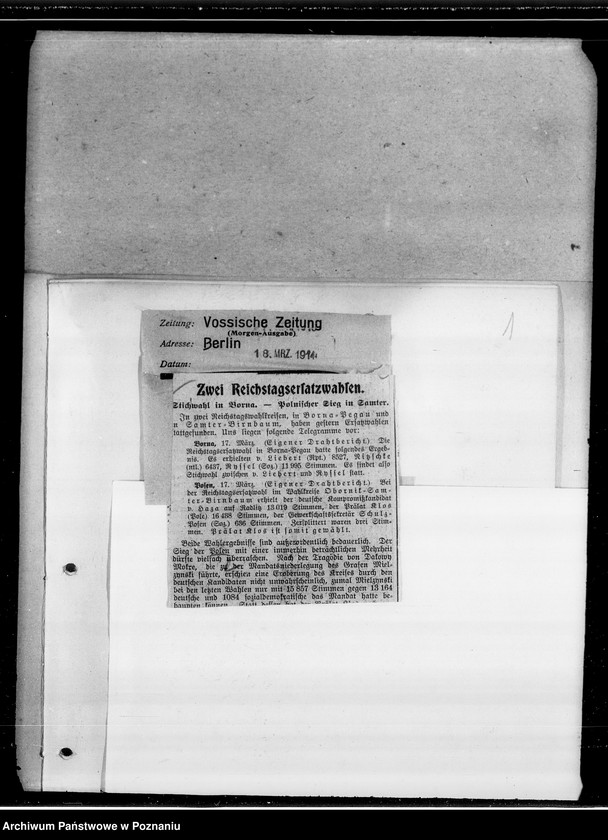 1
Zeitung: Vossische Zeitung
(Morgen-Ausgabe)
Adresse: Berlin
18. MRZ. 1914
Datum:
Zwei Reichstagsersatzwahlen.
Stichwahl in Borna. — Polnischer Sieg in Samter.
In zwei Reichstagswahlkreisen, in Borna-Pegau und
n Samter-Birnbaum, haben gestern Ersatzwahlen
tattgefunden. Uns liegen folgende Telegramme vor:
Borna, 17. März. (Eigener Drahtbericht.) Die
Reichstagsersatzwahl in Borna-Pegau hatte folgendes Ergeb-
nis. Es erhielten v. Liebert (Rpt.) 8527, Nitzschke
(ntl.) 6437, Ryssel (Soz.) 11 995 Stimmen. Es findet also
Stichwahl zwischen v. Liebert und Ryssel statt.
Posen, 17. März. (Eigener Drahtbericht.) Bei
der Reichstagsersatzwahl im Wahlkreise Obornik-Sam-
ter-Birnbaum erhielt der deutsche Kompromißkandidat
v. Haza auf Radlitz 13 019 Stimmen, der Prälat Klos
(Pole) 16 438 Stimmen, der Gewerkschaftssekretär Schulz-
Posen (Soz.) 636 Stimmen. Zersplittert waren drei Stim-
men. Prälat Klos ist somit gewählt.
Beide Wahlergebnisse sind außerordentlich bedauerlich. Der
Sieg der Polen mit einer immerhin beträchtlichen Mehrheit
dürfte vielfach überraschen. Nach der Tragödie von Dakowy
Mokre, die zu der Mandatsniederlegung des Grafen Miel-
zynski führte, erschien eine Eroberung des Kreises durch den
deutschen Kandidaten nicht unwahrscheinlich, zumal Mielzynski
bei den letzten Wahlen nur mit 15 857 Stimmen gegen 13 164
deutsche und 1084 sozialdemokratische das Mandat hatte be-
haupten können.
Archiwum Państwowe w Poznaniu